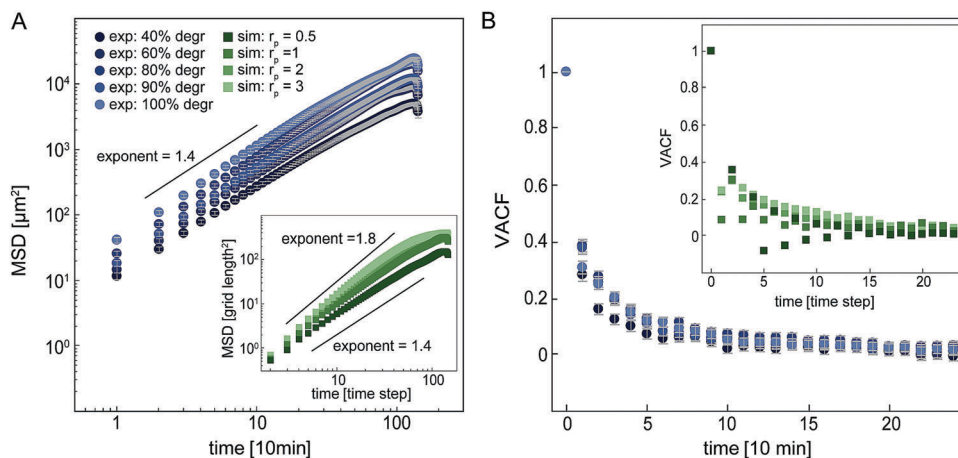 A
exp: 40% degr
exp: 60% degr
exp: 80% degr
exp: 90% degr
exp: 100% degr
sim: rp = 0.5
sim: rp =1
sim: rp = 2
sim: rp = 3
exponent = 1.4
MSD [µm²]
10⁴
10³
10²
10¹
10⁰
1
10
100
time [10min]
exponent =1.8
exponent = 1.4
MSD [grid length²]
10²
10¹
10⁰
10
100
time [time step]
B
VACF
1
0.8
0.6
0.4
0.2
0
0
5
10
15
20
time [10 min]
VACF
1
0.8
0.6
0.4
0.2
0
0
5
10
15
20
time [time step]